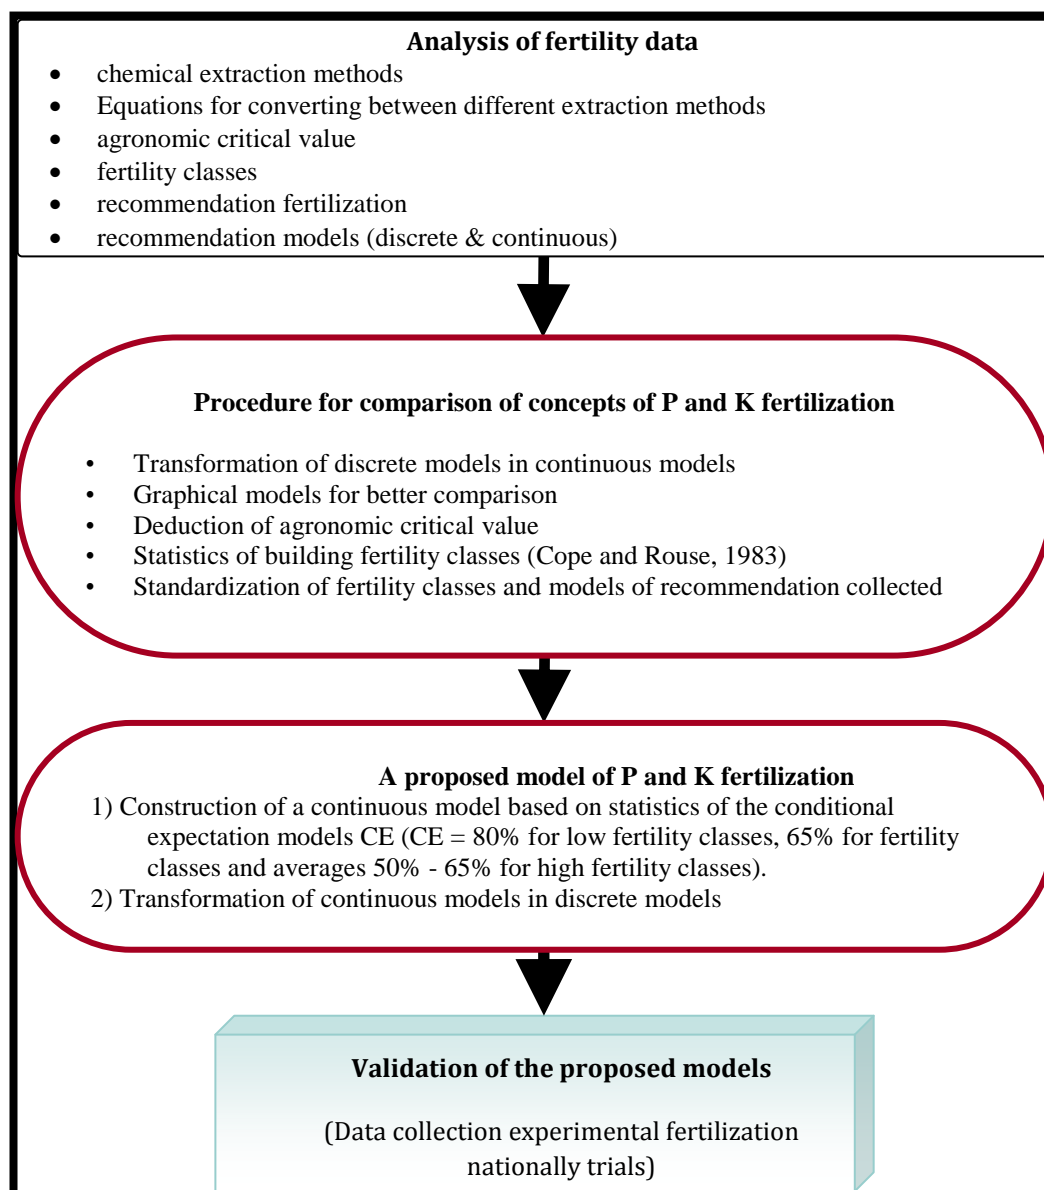 Analysis of fertility data
• chemical extraction methods
• Equations for converting between different extraction methods
• agronomic critical value
• fertility classes
• recommendation fertilization
• recommendation models (discrete & continuous)
Procedure for comparison of concepts of P and K fertilization
• Transformation of discrete models in continuous models
• Graphical models for better comparison
• Deduction of agronomic critical value
• Statistics of building fertility classes (Cope and Rouse, 1983)
• Standardization of fertility classes and models of recommendation collected
A proposed model of P and K fertilization
1) Construction of a continuous model based on statistics of the conditional
expectation models CE (CE = 80% for low fertility classes, 65% for fertility
classes and averages 50% - 65% for high fertility classes).
2) Transformation of continuous models in discrete models
Validation of the proposed models
(Data collection experimental fertilization
nationally trials)